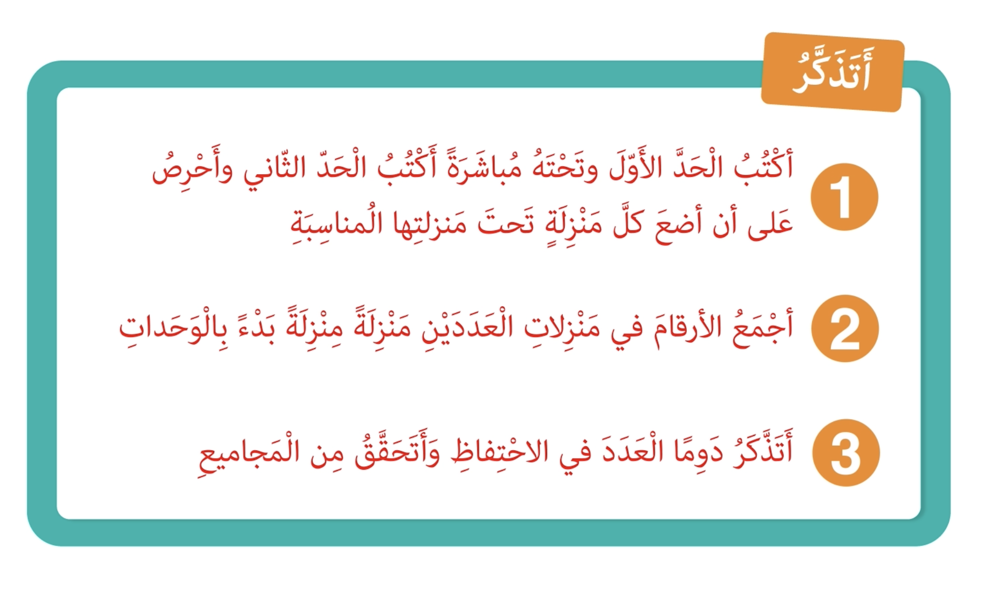 أَتَذَكَّرُ
1
أكْتُبُ الْحَدَّ الأَوّلَ وتَحْتَهُ مُباشَرَةً أَكْتُبُ الْحَدّ الثّاني وأَحْرِصُ
عَلى أن أضعَ كلَّ مَنْزِلَةٍ تَحتَ مَنزلتِها الُمناسِبَةِ
2
أجْمَعُ الأرقامَ في مَنْزِلاتِ الْعَدَدَيْنِ مَنْزِلَةً مِنْزِلَةً بَدْءً بِالْوَحَداتِ
3
أَتَذَّكَرُ دَوِمًا الْعَدَدَ في الاحْتِفاظِ وَأَتَحَقَّقُ مِن الْمَجاميعِ